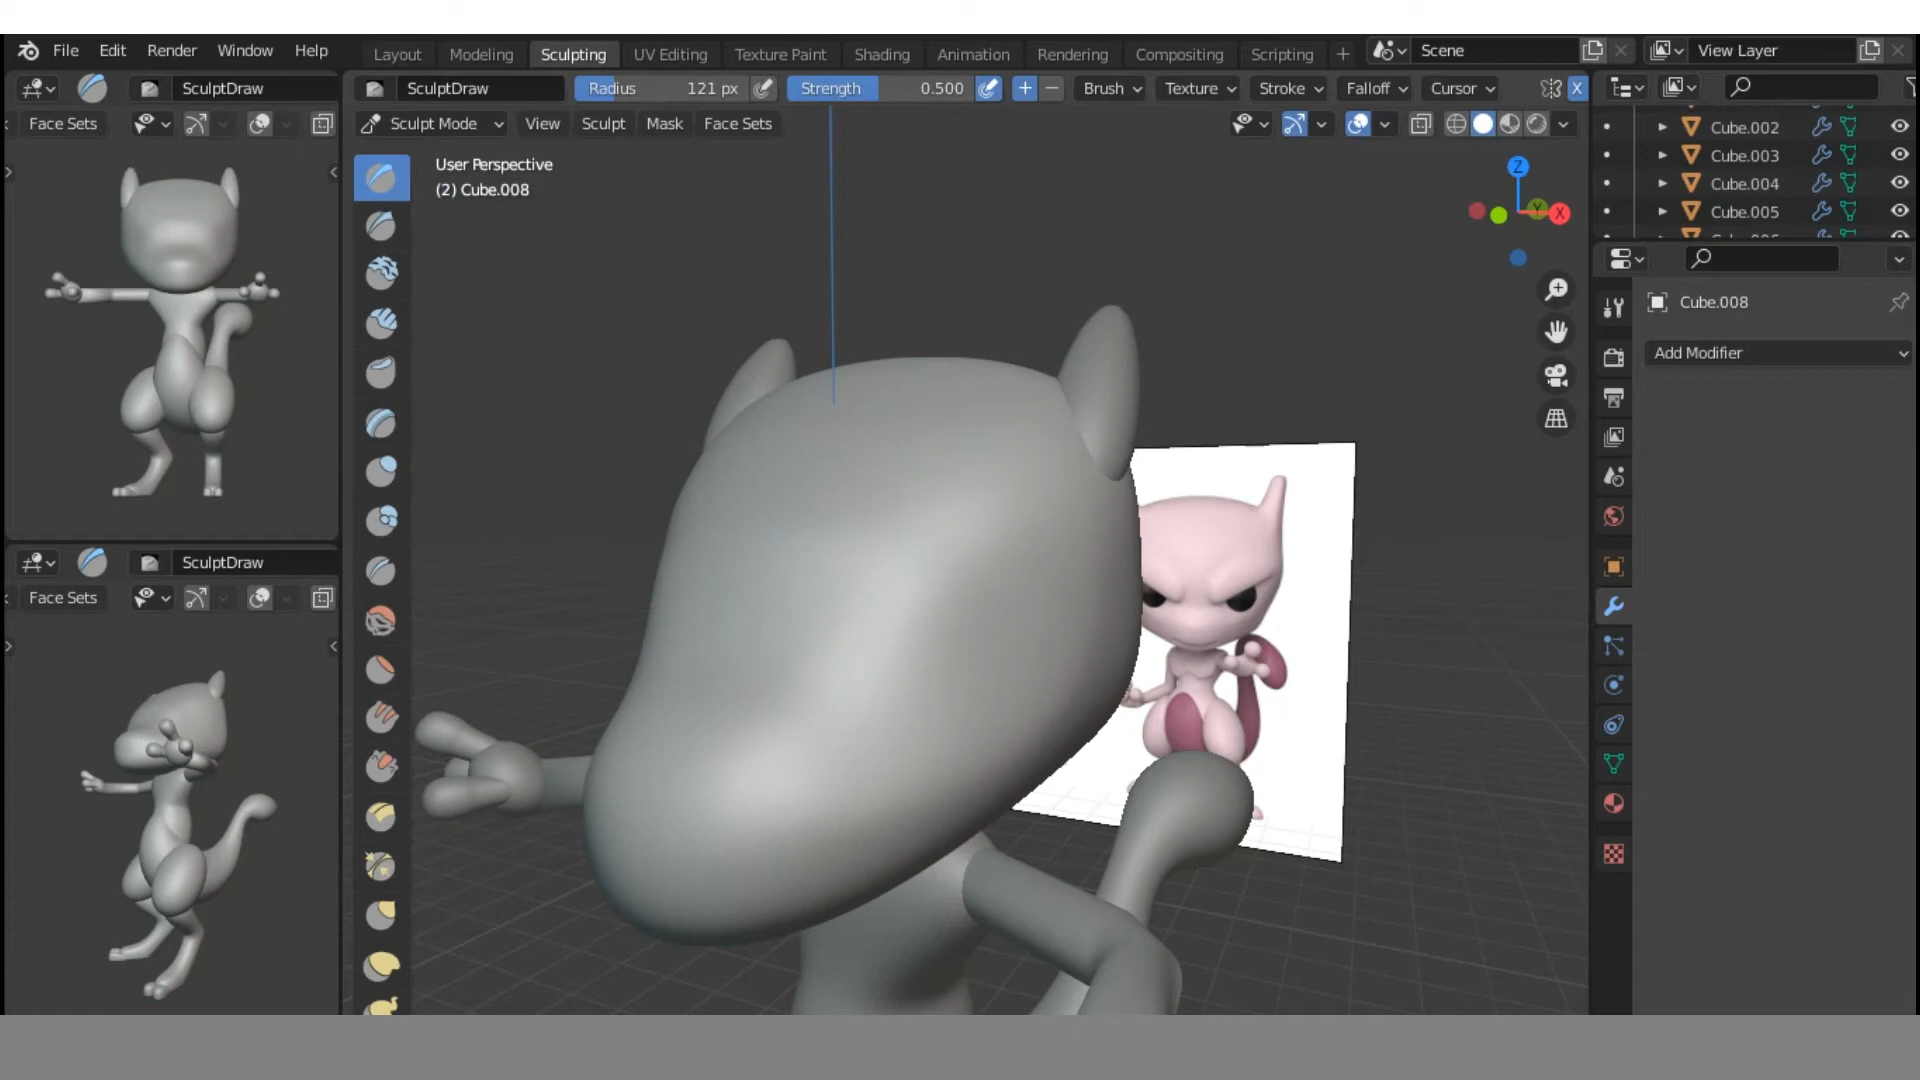 File Edit Render Window Help Layout Modeling Sculpting UV Editing Texture Paint Shading Animation Rendering Compositing Scripting + Scene View Layer
SculptDraw
SculptDraw Radius 121 px Strength 0.500 Brush Texture Stroke Falloff Cursor X
Face Sets
Sculpt Mode View Sculpt Mask Face Sets
User Perspective
(2) Cube.008
Z
Y
X
Cube.002
Cube.003
Cube.004
Cube.005
Cube.008
Add Modifier
SculptDraw
Face Sets